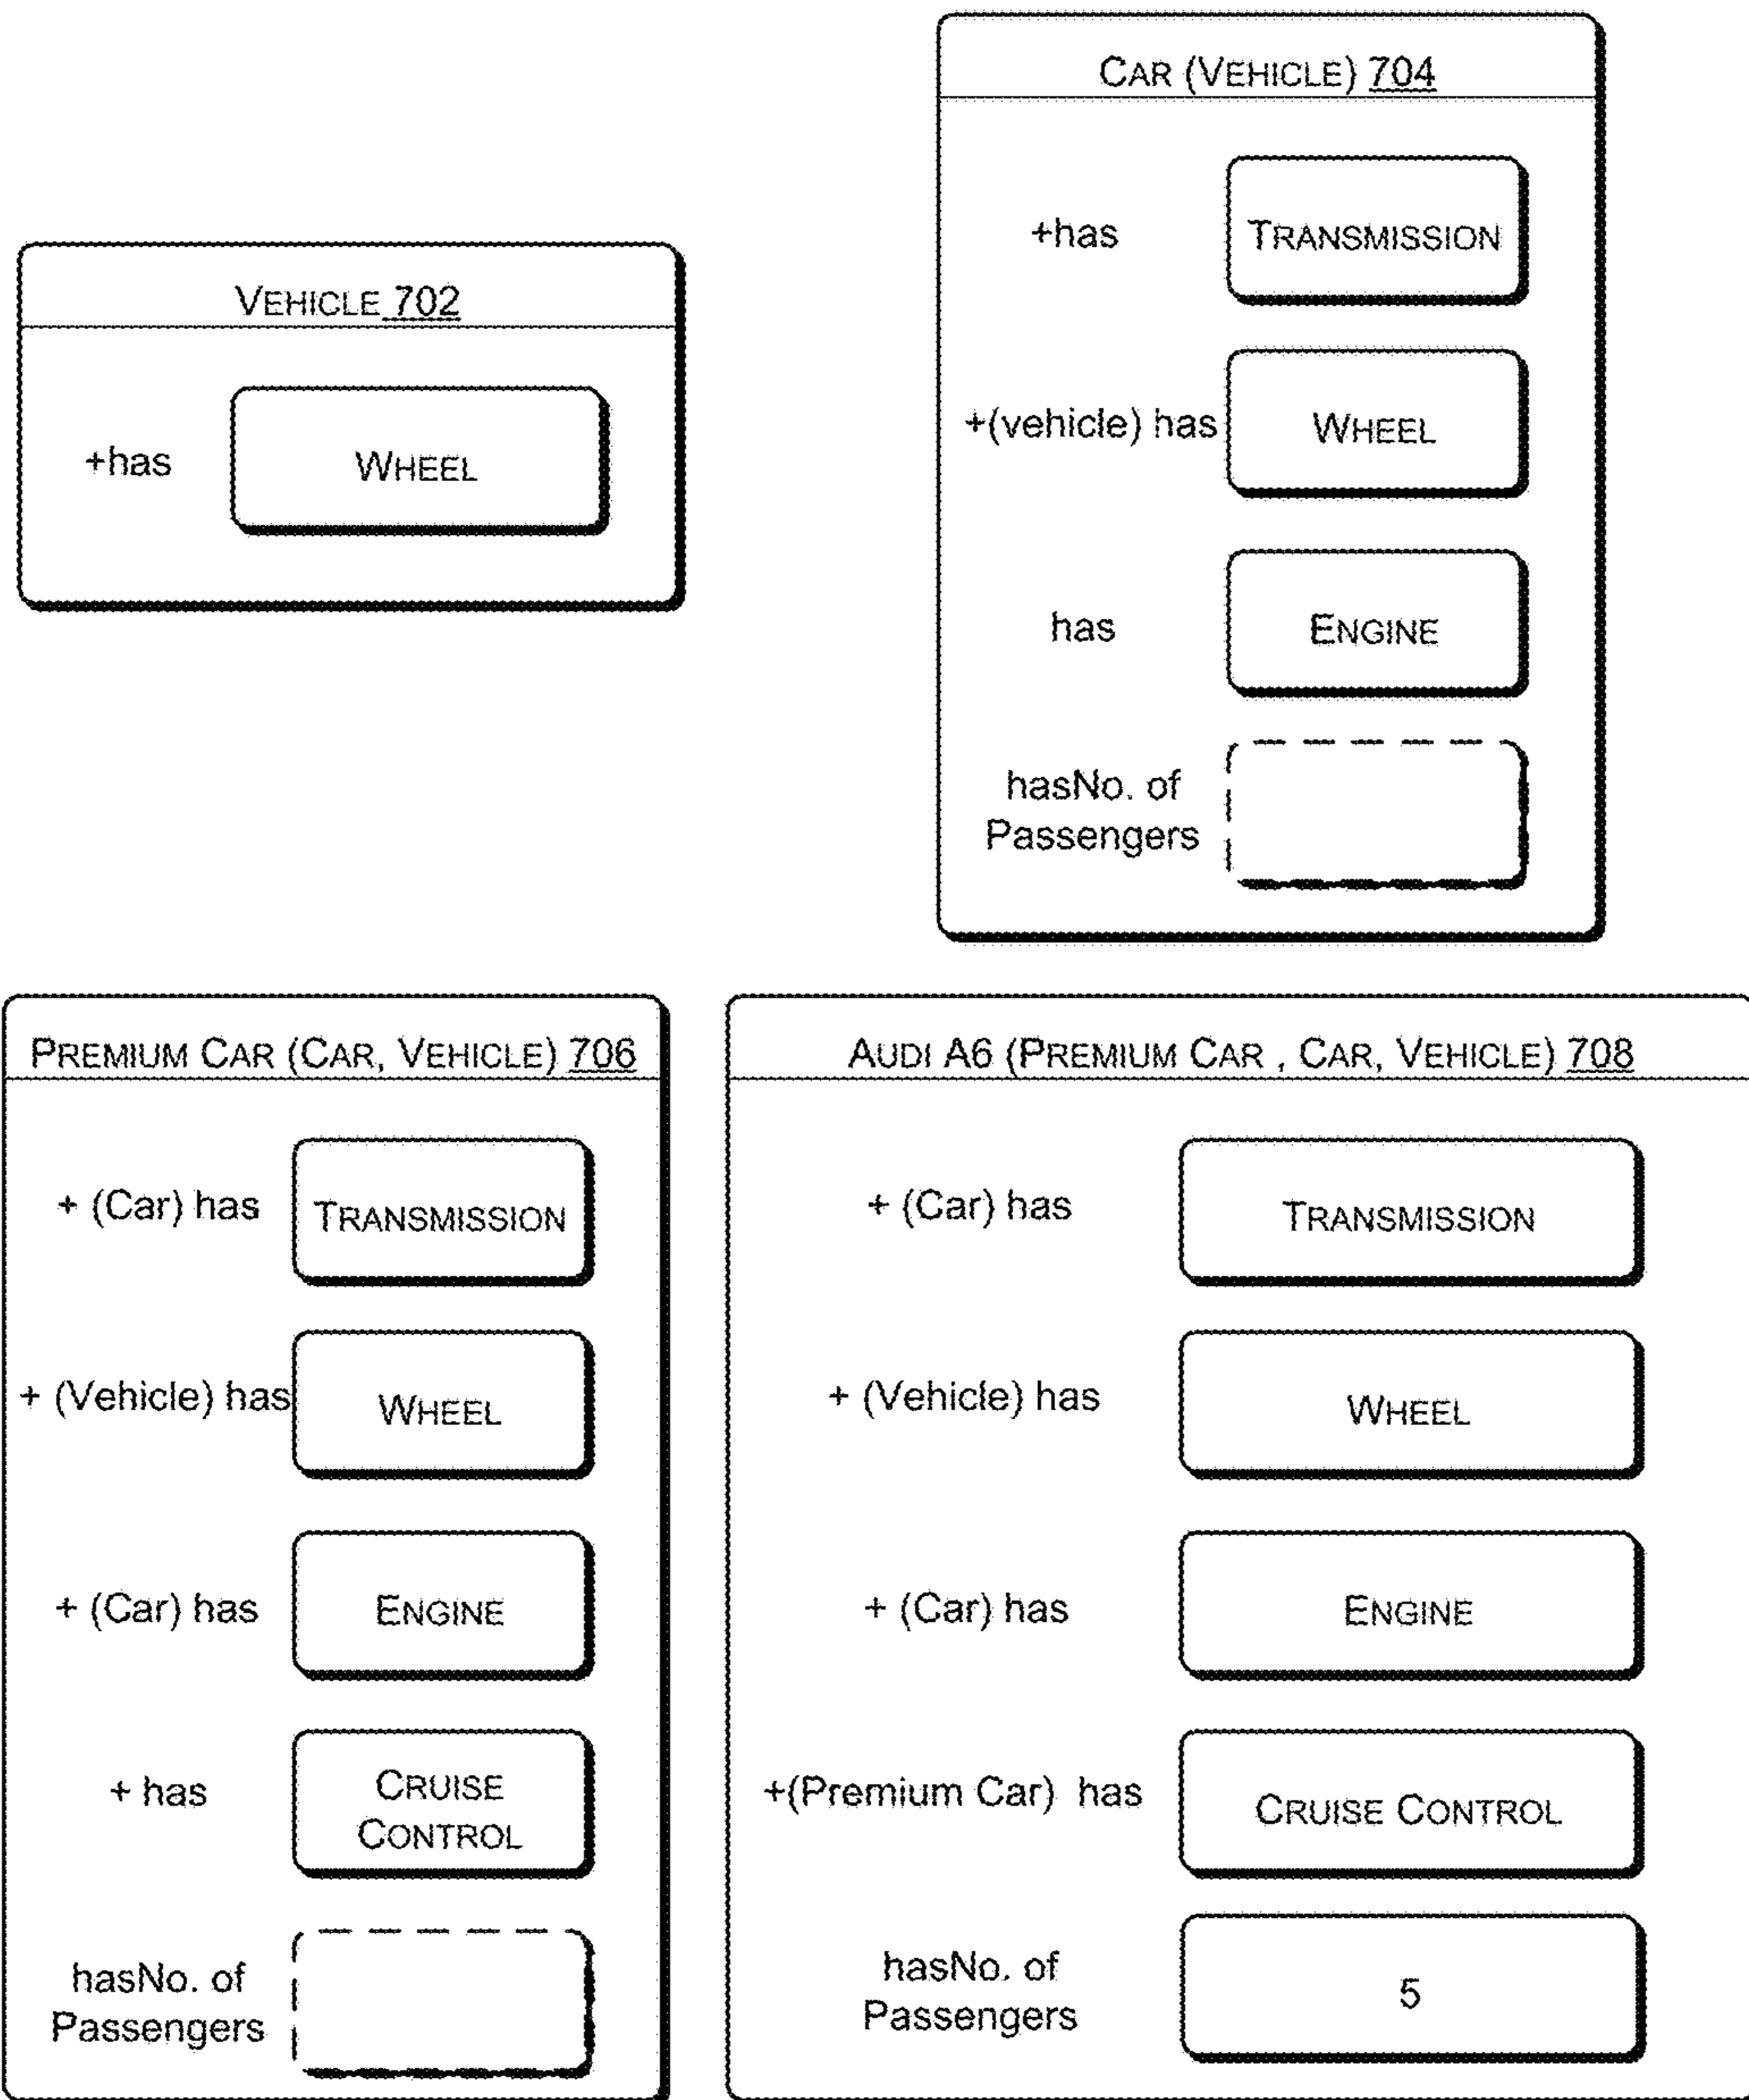 VEHICLE 702
+has
WHEEL
CAR (VEHICLE) 704
+has
TRANSMISSION
+(vehicle) has
WHEEL
has
ENGINE
hasNo. of
Passengers
PREMIUM CAR (CAR, VEHICLE) 706
+ (Car) has
TRANSMISSION
+ (Vehicle) has
WHEEL
+ (Car) has
ENGINE
+ has
CRUISE
CONTROL
hasNo. of
Passengers
AUDI A6 (PREMIUM CAR , CAR, VEHICLE) 708
+ (Car) has
TRANSMISSION
+ (Vehicle) has
WHEEL
+ (Car) has
ENGINE
+(Premium Car) has
CRUISE CONTROL
hasNo. of
Passengers
5